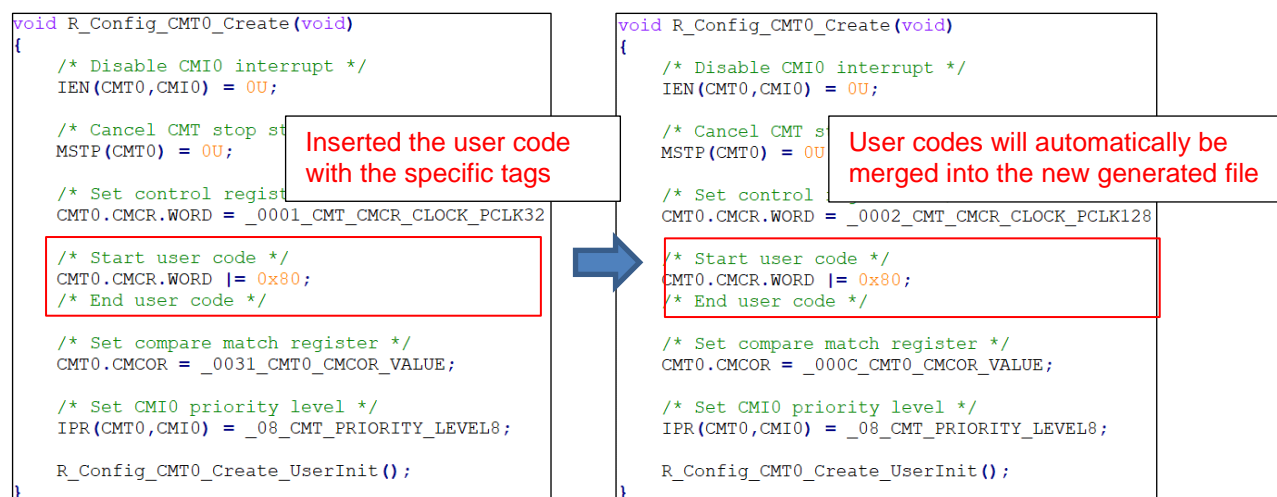 void R_Config_CMT0_Create(void)
{
/* Disable CMI0 interrupt */
IEN(CMT0,CMI0) = 0U;
/* Cancel CMT stop st
MSTP(CMT0) = 0U;
/* Set control regist
CMT0.CMCR.WORD = _0001_CMT_CMCR_CLOCK_PCLK32
/* Start user code */
CMT0.CMCR.WORD |= 0x80;
/* End user code */
/* Set compare match register */
CMT0.CMCOR = _0031_CMT0_CMCOR_VALUE;
/* Set CMI0 priority level */
IPR(CMT0,CMI0) = _08_CMT_PRIORITY_LEVEL8;
R_Config_CMT0_Create_UserInit();
}
Inserted the user code
with the specific tags
void R_Config_CMT0_Create(void)
{
/* Disable CMI0 interrupt */
IEN(CMT0,CMI0) = 0U;
/* Cancel CMT s
MSTP(CMT0) = 0U
/* Set control
CMT0.CMCR.WORD = _0002_CMT_CMCR_CLOCK_PCLK128
/* Start user code */
CMT0.CMCR.WORD |= 0x80;
/* End user code */
/* Set compare match register */
CMT0.CMCOR = _000C_CMT0_CMCOR_VALUE;
/* Set CMI0 priority level */
IPR(CMT0,CMI0) = _08_CMT_PRIORITY_LEVEL8;
R_Config_CMT0_Create_UserInit();
}
User codes will automatically be
merged into the new generated file